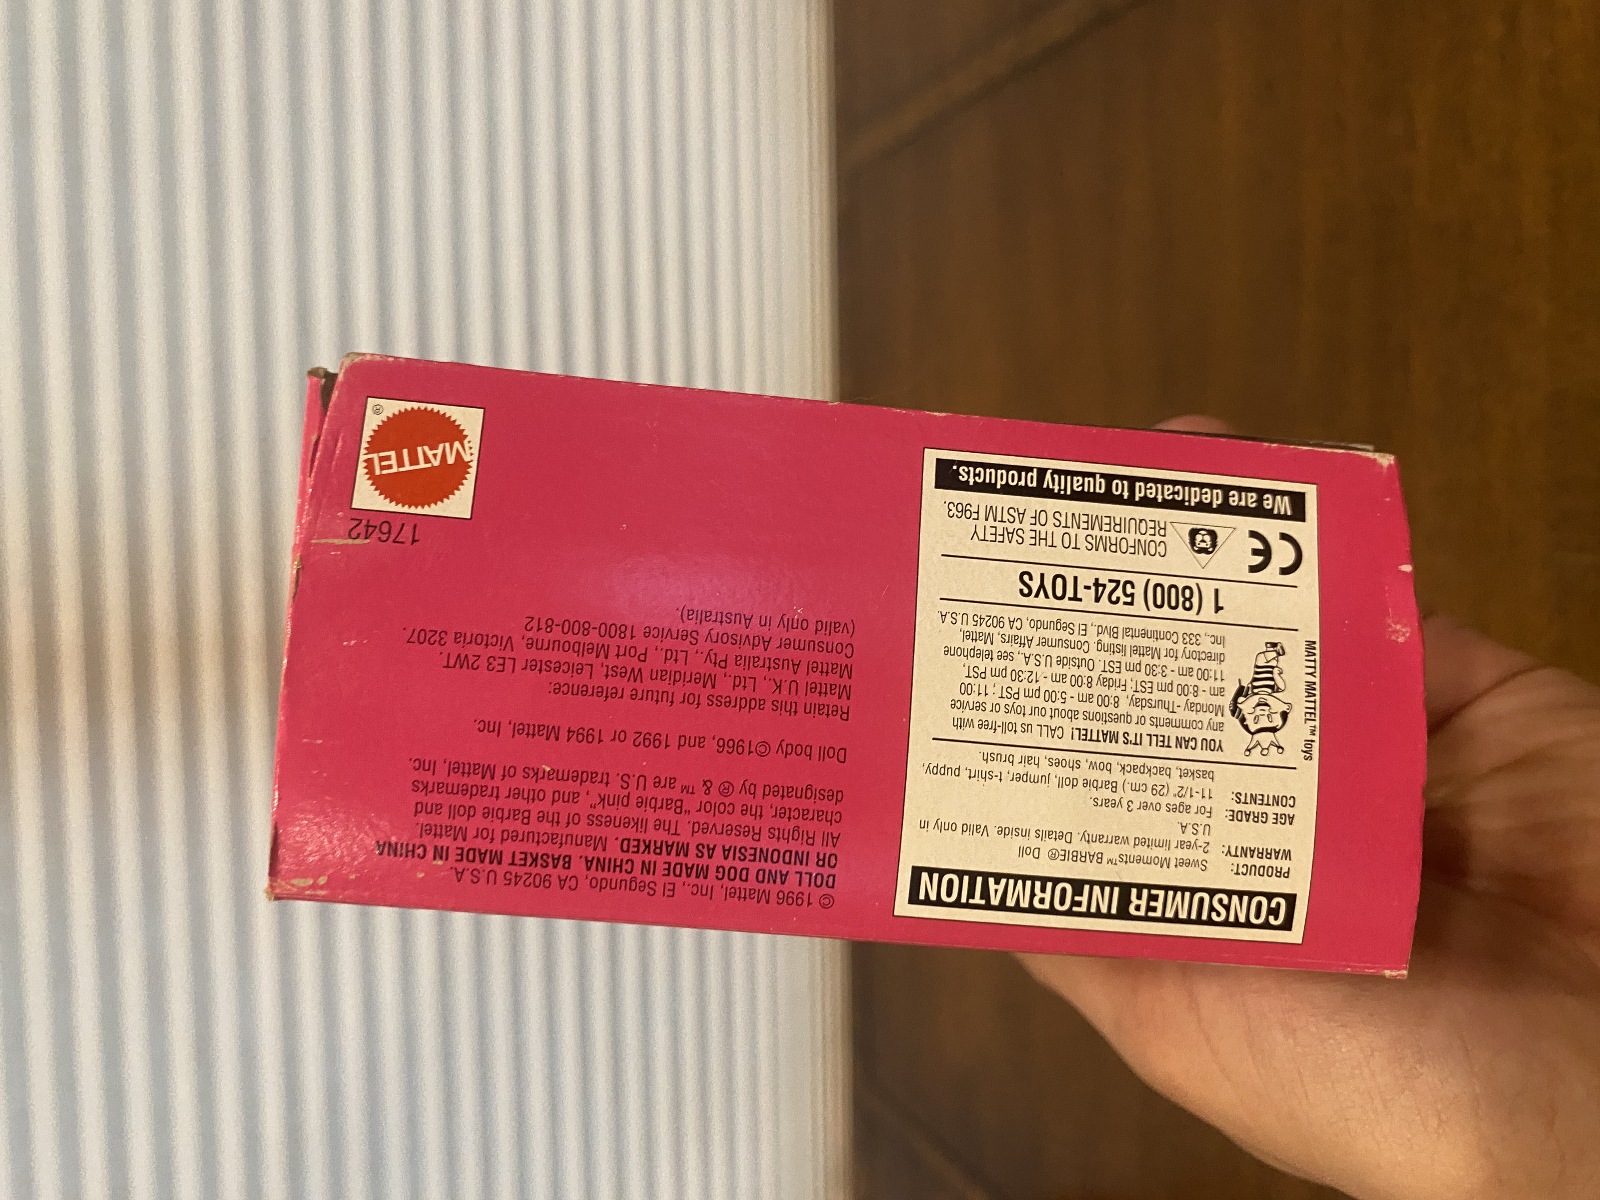 CONSUMER INFORMATION
PRODUCT: Sweet Moments™ BARBIE® Doll
WARRANTY: 2-year limited warranty. Details inside. Valid only in
U.S.A.
AGE GRADE: For ages over 3 years.
CONTENTS: 11-1/2" (29 cm.) Barbie doll, jumper, t-shirt, puppy,
basket, backpack, bow, shoes, hair brush.
MATTY MATTEL™ toys
YOU CAN TELL IT'S MATTEL! CALL us toll-free with
any comments or questions about our toys or service
Monday -Thursday, 8:00 am - 5:00 pm PST ; 11:00
am - 8:00 pm EST; Friday 8:00 am - 12:30 pm PST,
11:00 am - 3:30 pm EST. Outside U.S.A., see telephone
directory for Mattel listing. Consumer Affairs, Mattel,
Inc., 333 Continental Blvd., El Segundo, CA 90245 U.S.A.
1 (800) 524-TOYS
CE
CONFORMS TO THE SAFETY
REQUIREMENTS OF ASTM F963.
We are dedicated to quality products.
© 1996 Mattel, Inc., El Segundo, CA 90245 U.S.A.
DOLL AND DOG MADE IN CHINA. BASKET MADE IN CHINA
OR INDONESIA AS MARKED. Manufactured for Mattel.
All Rights Reserved. The likeness of the Barbie doll and
character, the color "Barbie pink", and other trademarks
designated by ® & ™ are U.S. trademarks of Mattel, Inc.
Doll body ©1966, and 1992 or 1994 Mattel, Inc.
Retain this address for future reference:
Mattel U.K., Ltd., Meridian West, Leicester LE3 2WT.
Mattel Australia Pty., Ltd., Port Melbourne, Victoria 3207.
Consumer Advisory Service 1800-800-812
(valid only in Australia).
17642
MATTEL
®